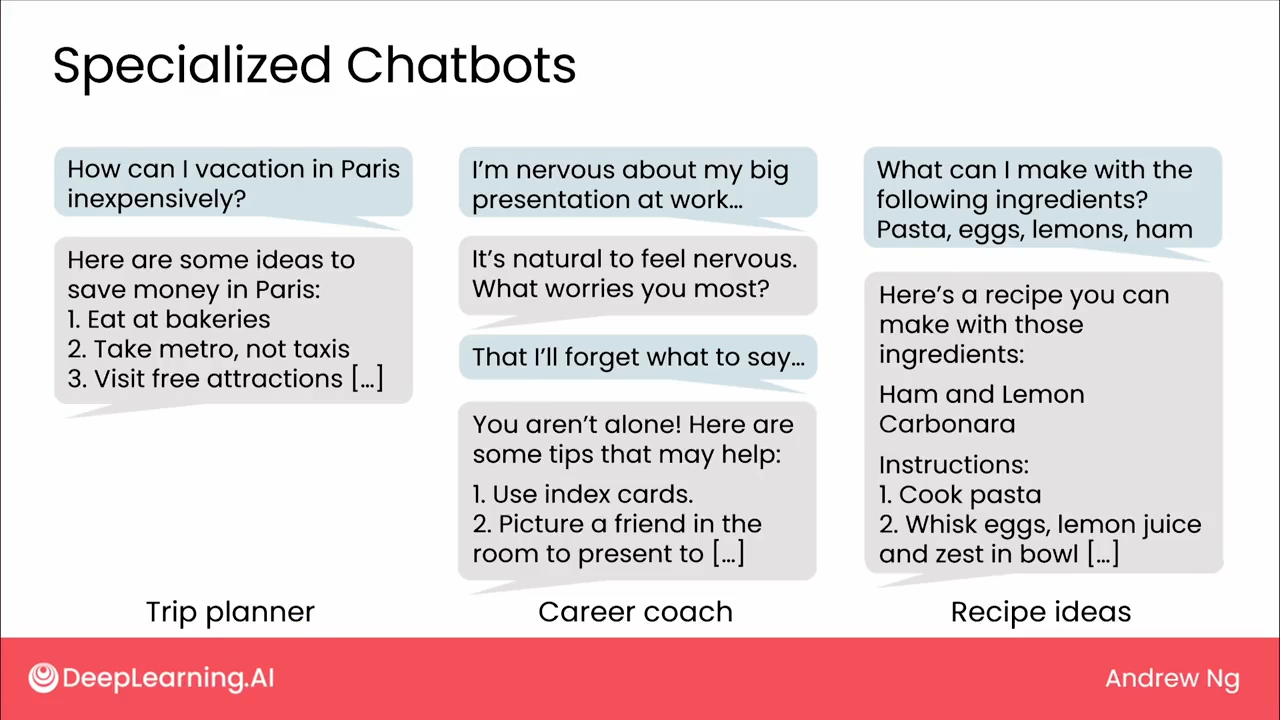 Specialized Chatbots
How can I vacation in Paris
inexpensively?
Here are some ideas to
save money in Paris:
1. Eat at bakeries
2. Take metro, not taxis
3. Visit free attractions [...]
Trip planner
I'm nervous about my big
presentation at work...
It's natural to feel nervous.
What worries you most?
That I'll forget what to say...
You aren't alone! Here are
some tips that may help:
1. Use index cards.
2. Picture a friend in the
room to present to [...]
Career coach
What can I make with the
following ingredients?
Pasta, eggs, lemons, ham
Here's a recipe you can
make with those
ingredients:
Ham and Lemon
Carbonara
Instructions:
1. Cook pasta
2. Whisk eggs, lemon juice
and zest in bowl [...]
Recipe ideas
DeepLearning.AI
Andrew Ng